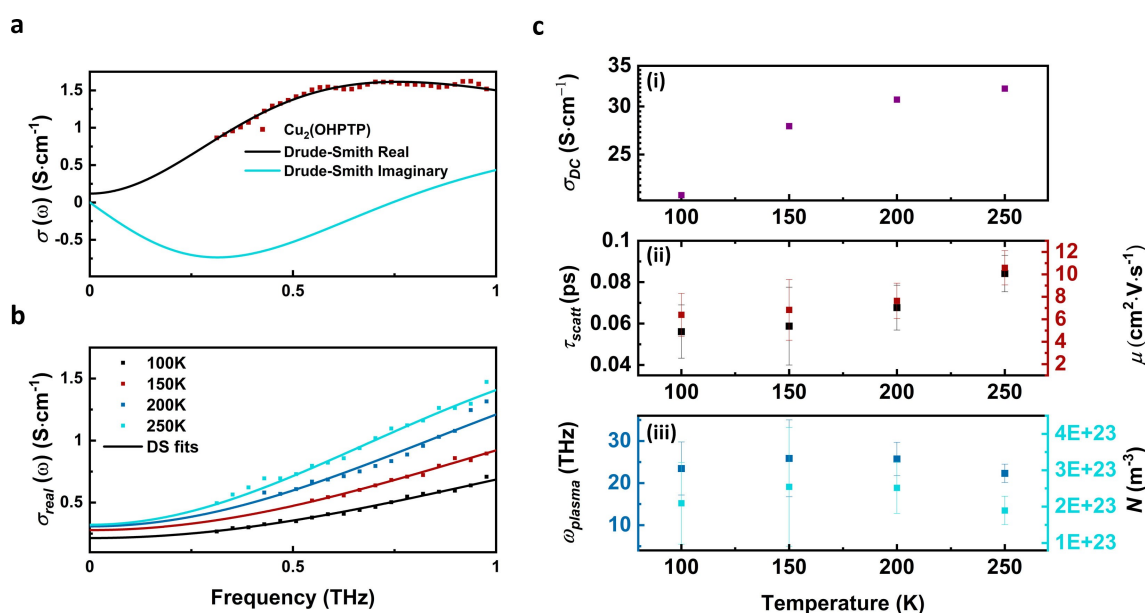 a
σ (ω) (S·cm⁻¹)
1.5
1
0.5
0
-0.5
Cu₂(OHPTP)
Drude-Smith Real
Drude-Smith Imaginary
0
0.5
1
b
σreal (ω) (S·cm⁻¹)
1.5
1
0.5
100K
150K
200K
250K
DS fits
0
0.5
1
Frequency (THz)
c
(i)
σDC (S·cm⁻¹)
35
30
25
100
150
200
250
(ii)
τscatt (ps)
0.1
0.08
0.06
0.04
12
10
8
6
4
2
μ (cm²·V·s⁻¹)
100
150
200
250
(iii)
ωplasma (THz)
30
20
10
4E+23
3E+23
2E+23
1E+23
N (m⁻³)
100
150
200
250
Temperature (K)